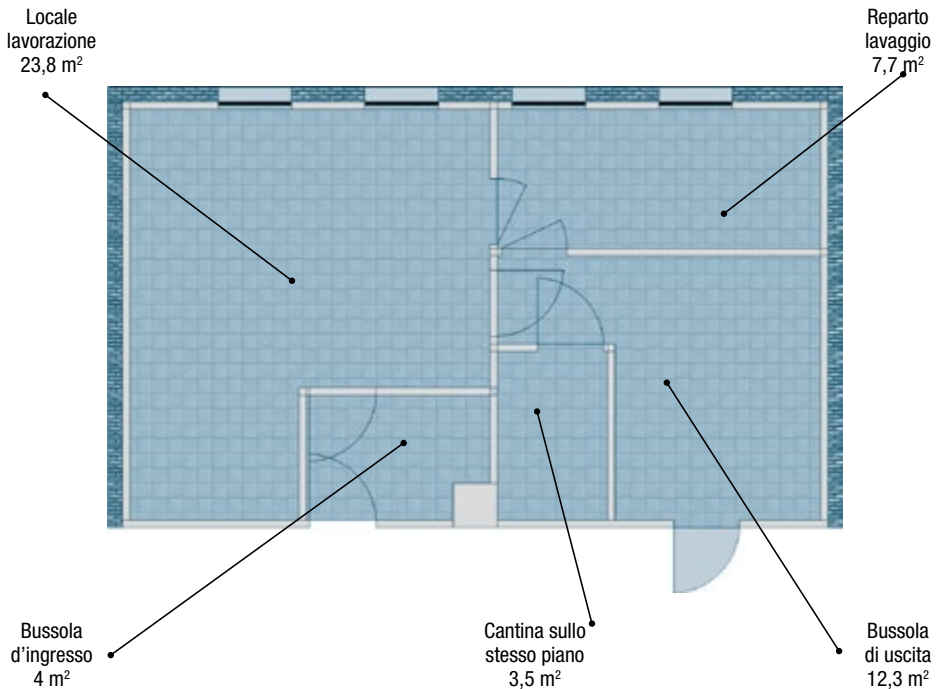 Locale
lavorazione
23,8 m²
Reparto
lavaggio
7,7 m²
Bussola
d'ingresso
4 m²
Cantina sullo
stesso piano
3,5 m²
Bussola
di uscita
12,3 m²